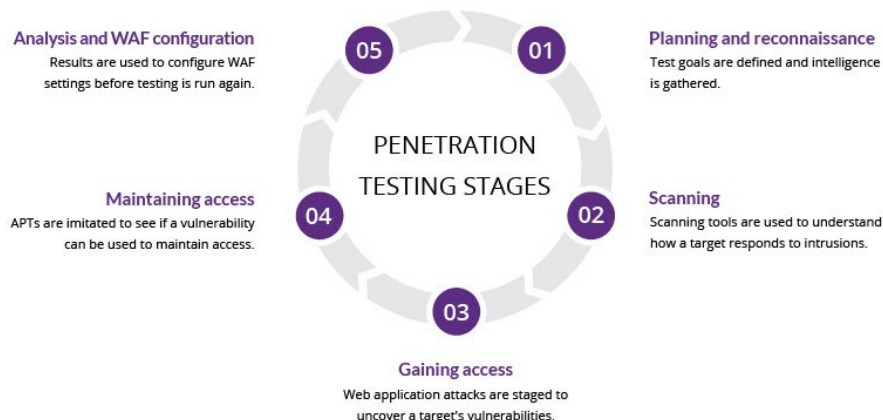 PENETRATION
TESTING STAGES
01
Planning and reconnaissance
Test goals are defined and intelligence
is gathered.
02
Scanning
Scanning tools are used to understand
how a target responds to intrusions.
03
Gaining access
Web application attacks are staged to
uncover a target's vulnerabilities.
04
Maintaining access
APTs are imitated to see if a vulnerability
can be used to maintain access.
05
Analysis and WAF configuration
Results are used to configure WAF
settings before testing is run again.